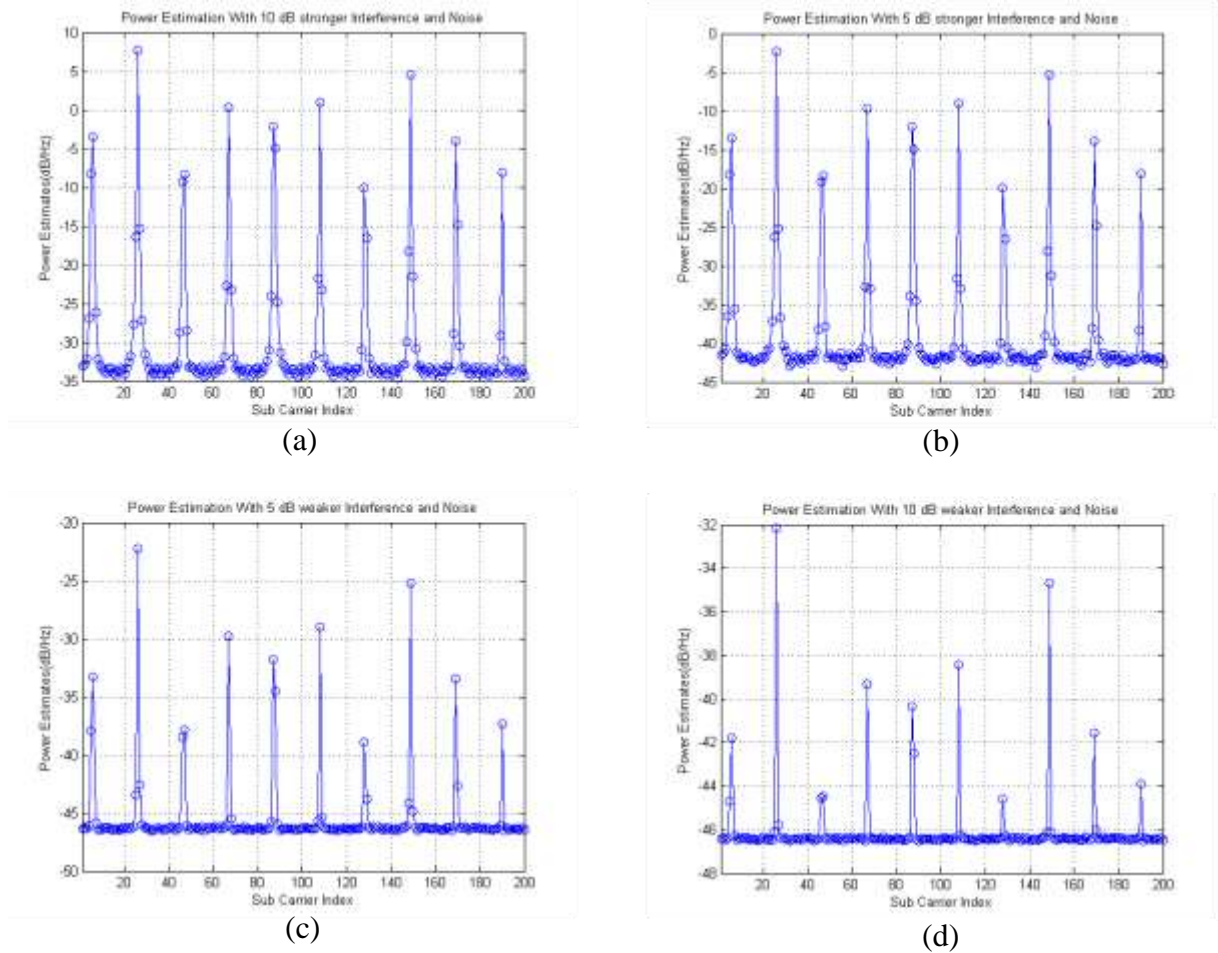 Power Estimation With 10 dB stronger Interference and Noise
10
5
0
-5
-10
-15
-20
-25
-30
-35
Power Estimates(dB/Hz)
20 40 60 80 100 120 140 160 180 200
Sub Carrier Index
(a)
Power Estimation With 5 dB stronger Interference and Noise
0
-5
-10
-15
-20
-25
-30
-35
-40
-45
Power Estimates(dB/Hz)
20 40 60 80 100 120 140 160 180 200
Sub Carrier Index
(b)
Power Estimation With 5 dB weaker Interference and Noise
-20
-25
-30
-35
-40
-45
-50
Power Estimates(dB/Hz)
20 40 60 80 100 120 140 160 180 200
Sub Carrier Index
(c)
Power Estimation With 10 dB weaker Interference and Noise
-32
-34
-36
-38
-40
-42
-44
-46
-48
Power Estimates(dB/Hz)
20 40 60 80 100 120 140 160 180 200
Sub Carrier Index
(d)